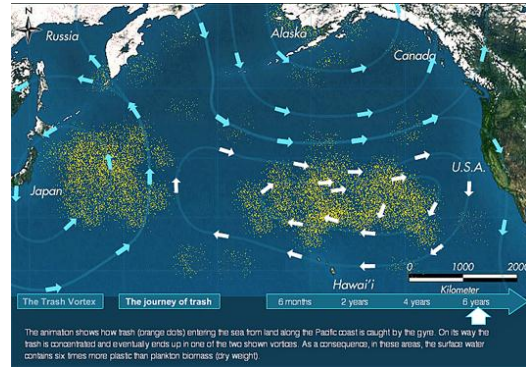 Russia
Alaska
Canada
U.S.A.
Japan
Hawai'i
0 1000 2000
Kilometer
The Trash Vortex
The journey of trash
6 months 2 years 4 years 6 years
The animation shows how trash (orange dots) entering the sea from land along the Pacific coast is caught by the gyre. On its way the
trash is concentrated and eventually ends up in one of the two shown vortices. As a consequence, in these areas, the surface water
contains six times more plastic than plankton biomass (dry weight).